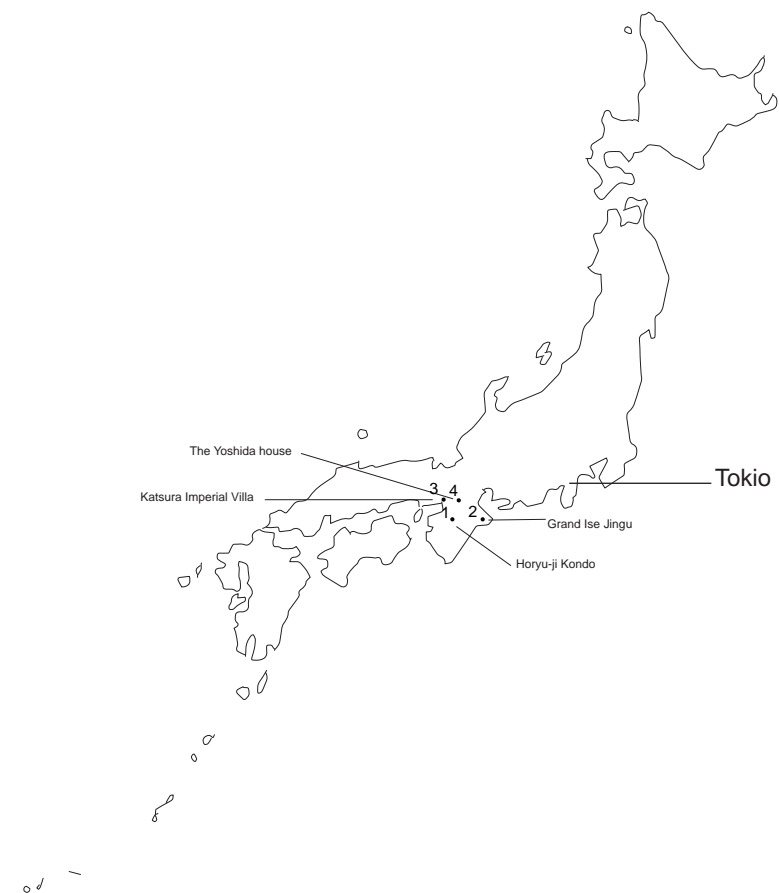 The Yoshida house
Tokio
3 4
Katsura Imperial Villa
1 2
Grand Ise Jingu
Horyu-ji Kondo